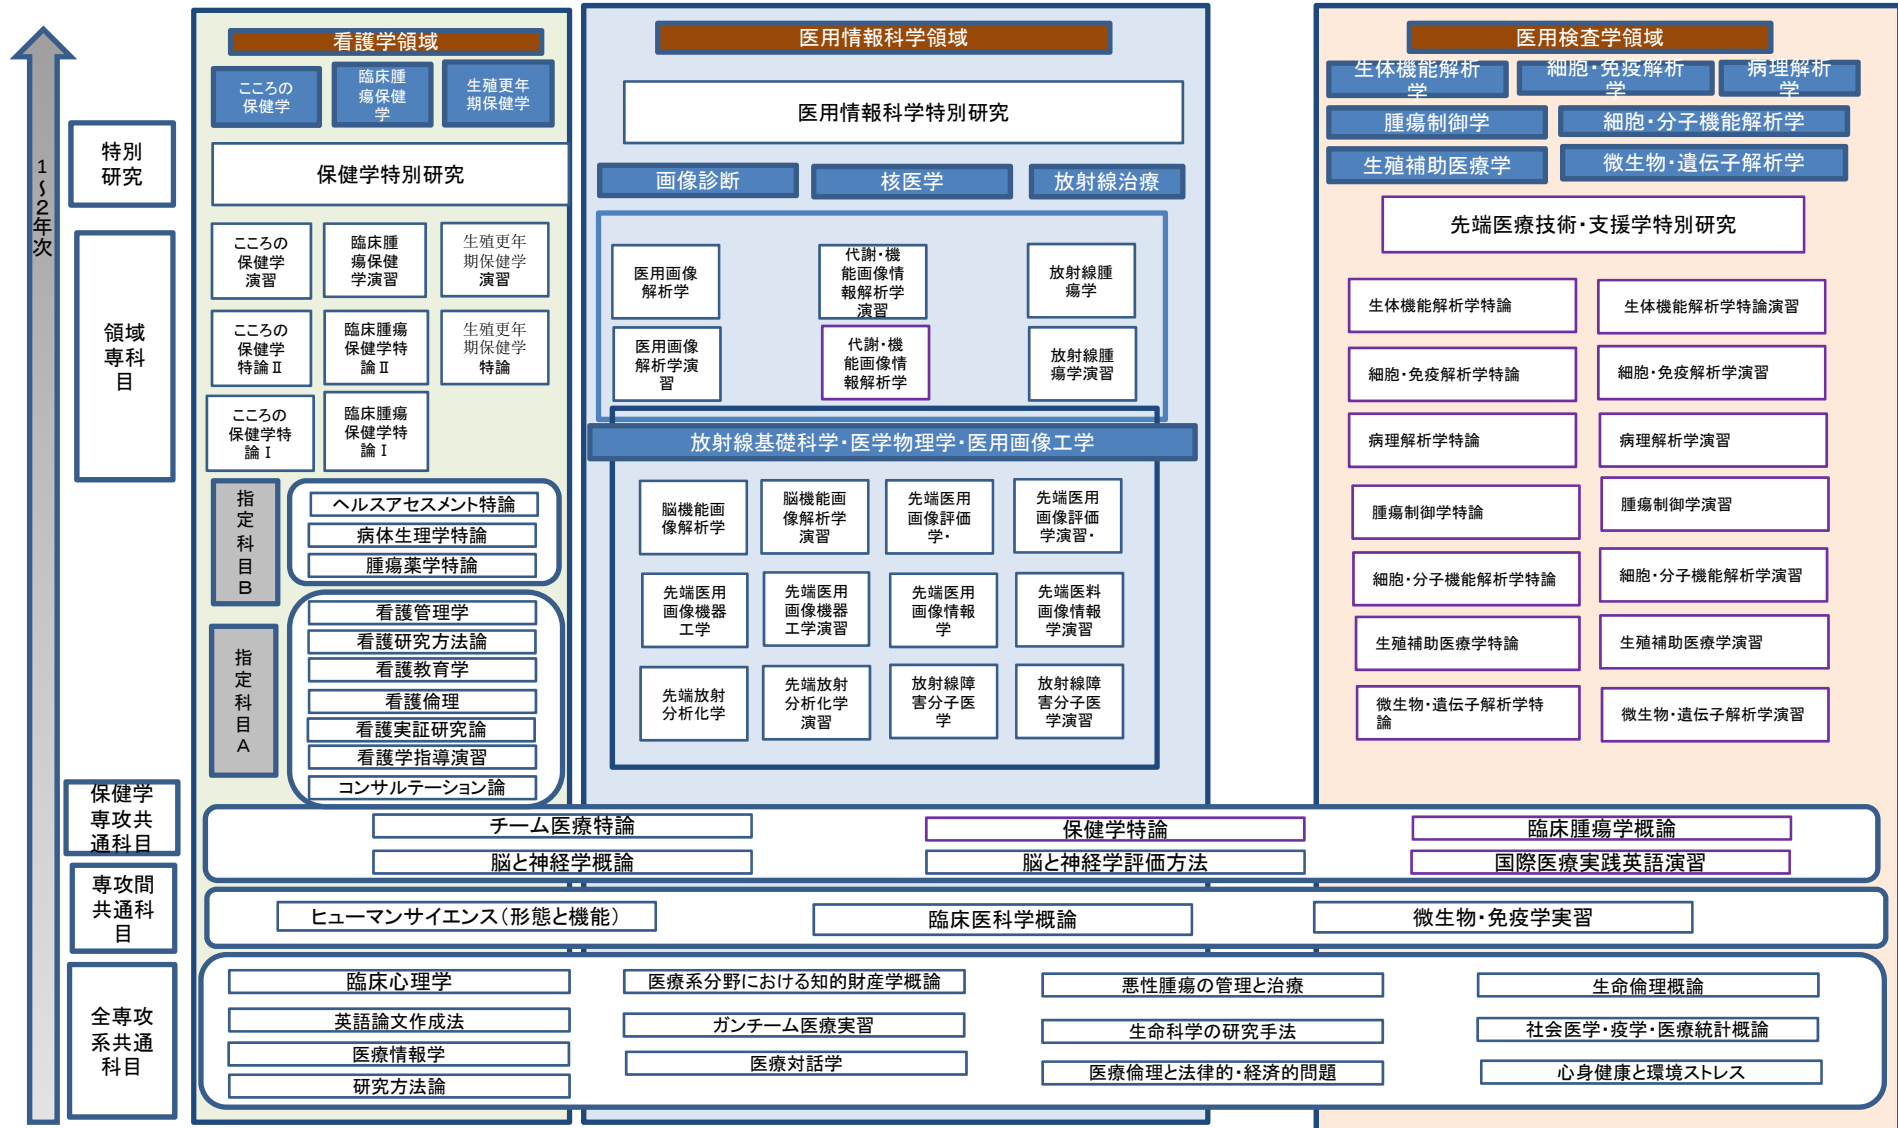 1～2年次
特別
研究
領域
専科
目
保健学
専攻共
通科目
専攻間
共通科
目
全専攻
系共通
科目
看護学領域
こころの
保健学
臨床腫
瘍保健
学
生殖更年
期保健学
保健学特別研究
こころの
保健学
演習
臨床腫
瘍保健
学演習
生殖更年
期保健学
演習
こころの
保健学
特論Ⅱ
臨床腫瘍
保健学特
論Ⅱ
生殖更年
期保健学
特論
こころの
保健学特
論Ⅰ
臨床腫瘍
保健学特
論Ⅰ
指
定
科
目
B
ヘルスアセスメント特論
病体生理学特論
腫瘍薬学特論
指
定
科
目
A
看護管理学
看護研究方法論
看護教育学
看護倫理
看護実証研究論
看護学指導演習
コンサルテーション論
医用情報科学領域
医用情報科学特別研究
画像診断
核医学
放射線治療
医用画像
解析学
代謝・機
能画像情
報解析学
演習
放射線腫
瘍学
医用画像
解析学演
習
代謝・機
能画像情
報解析学
放射線腫
瘍学演習
放射線基礎科学・医学物理学・医用画像工学
脳機能画
像解析学
脳機能画
像解析学
演習
先端医用
画像評価
学・
先端医用
画像評価
学演習・
先端医用
画像機器
工学
先端医用
画像機器
工学演習
先端医用
画像情報
学
先端医料
画像情報
学演習
先端放射
分析化学
先端放射
分析化学
演習
放射線障
害分子医
学
放射線障
害分子医
学演習
医用検査学領域
生体機能解析
学
細胞・免疫解析
学
病理解析
学
腫瘍制御学
細胞・分子機能解析学
生殖補助医療学
微生物・遺伝子解析学
先端医療技術・支援学特別研究
生体機能解析学特論
生体機能解析学特論演習
細胞・免疫解析学特論
細胞・免疫解析学演習
病理解析学特論
病理解析学演習
腫瘍制御学特論
腫瘍制御学演習
細胞・分子機能解析学特論
細胞・分子機能解析学演習
生殖補助医療学特論
生殖補助医療学演習
微生物・遺伝子解析学特
論
微生物・遺伝子解析学演習
チーム医療特論
保健学特論
臨床腫瘍学概論
脳と神経学概論
脳と神経学評価方法
国際医療実践英語演習
ヒューマンサイエンス（形態と機能）
臨床医科学概論
微生物・免疫学実習
臨床心理学
医療系分野における知的財産学概論
悪性腫瘍の管理と治療
生命倫理概論
英語論文作成法
ガンチーム医療実習
生命科学の研究手法
社会医学・疫学・医療統計概論
医療情報学
医療対話学
医療倫理と法律的・経済的問題
心身健康と環境ストレス
研究方法論